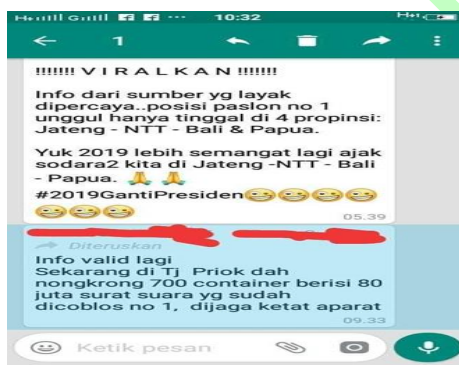 10:32
1
!!!!!!! V I R A L K A N !!!!!!!
Info dari sumber yg layak
dipercaya..posisi paslon no 1
unggul hanya tinggal di 4 propinsi:
Jateng - NTT - Bali & Papua.
Yuk 2019 lebih semangat lagi ajak
sodara2 kita di Jateng -NTT - Bali
- Papua. 🙏 🙏
#2019GantiPresiden😂😂😂😂
😂😂😂
05.39
Diteruskan
Info valid lagi
Sekarang di Tj Priok dah
nongkrong 700 container berisi 80
juta surat suara yg sudah
dicoblos no 1, dijaga ketat aparat
09.33
Ketik pesan